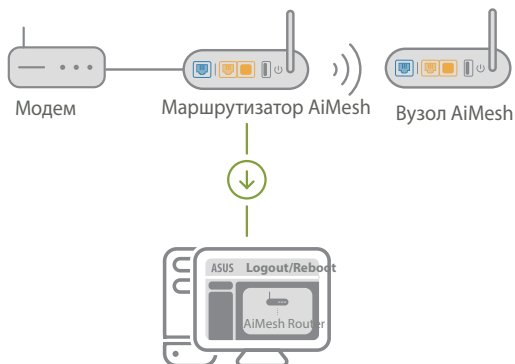 Модем
Маршрутизатор AiMesh
Вузол AiMesh
ASUS Logout/Reboot
AiMesh Router